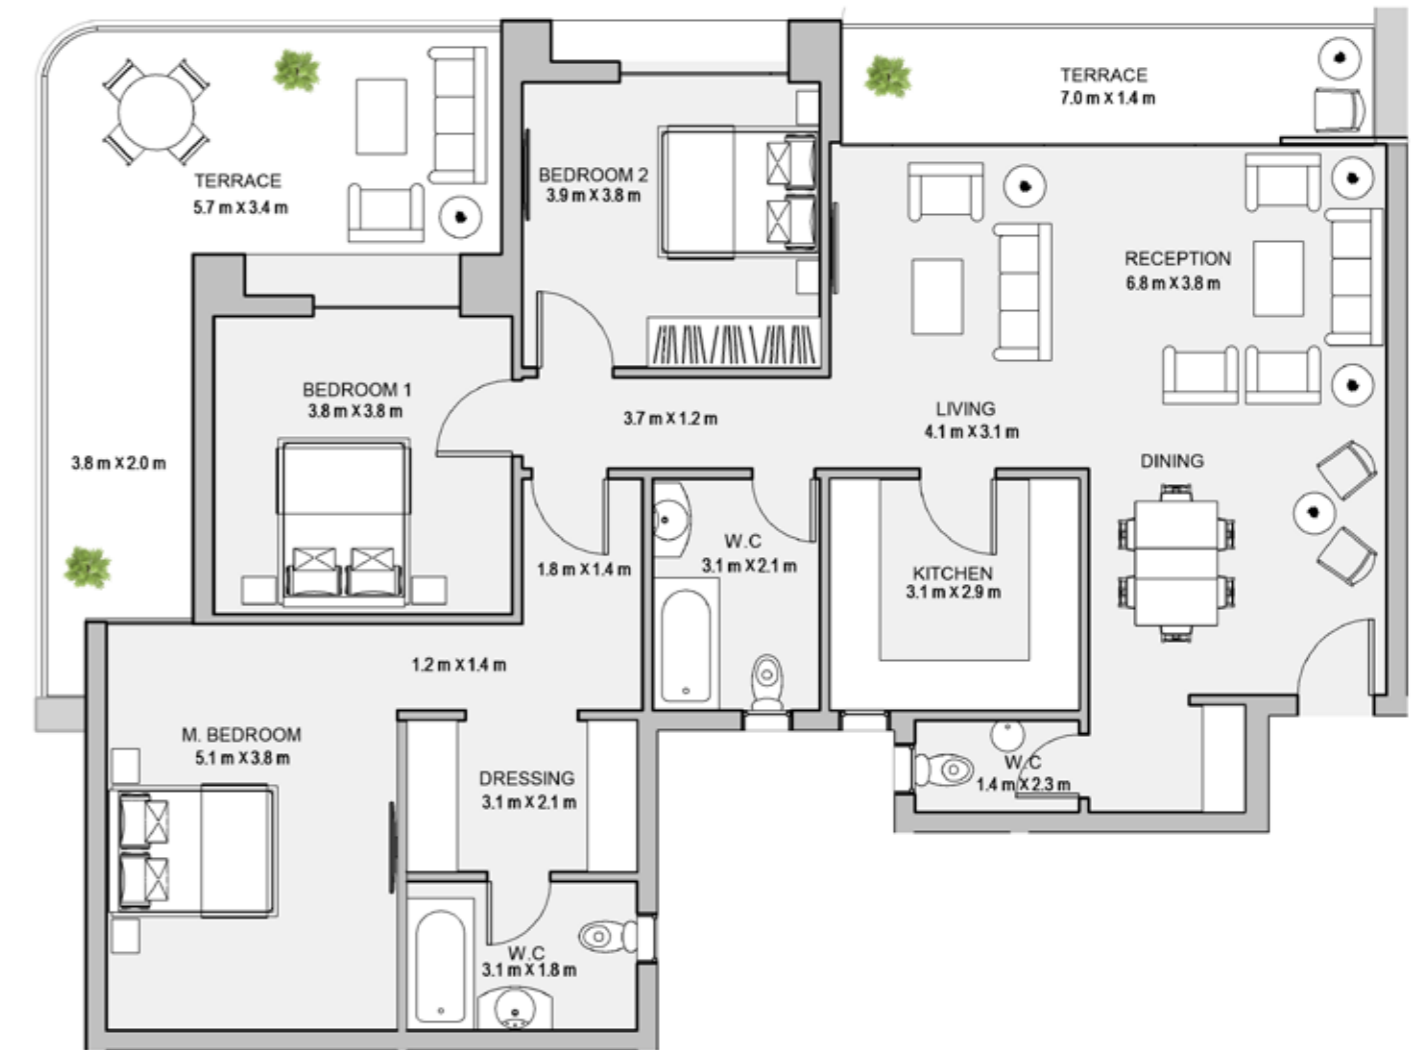 TERRACE
7.0 m X 1.4 m
TERRACE
5.7 m X 3.4 m
BEDROOM 2
3.9 m X 3.8 m
RECEPTION
6.8 m X 3.8 m
BEDROOM 1
3.8 m X 3.8 m
3.7 m X 1.2 m
LIVING
4.1 m X 3.1 m
3.8 m X 2.0 m
DINING
W.C
3.1 m X 2.1 m
1.8 m X 1.4 m
KITCHEN
3.1 m X 2.9 m
1.2 m X 1.4 m
M. BEDROOM
5.1 m X 3.8 m
DRESSING
3.1 m X 2.1 m
W.C
1.4 m X 2.3 m
W.C
3.1 m X 1.8 m